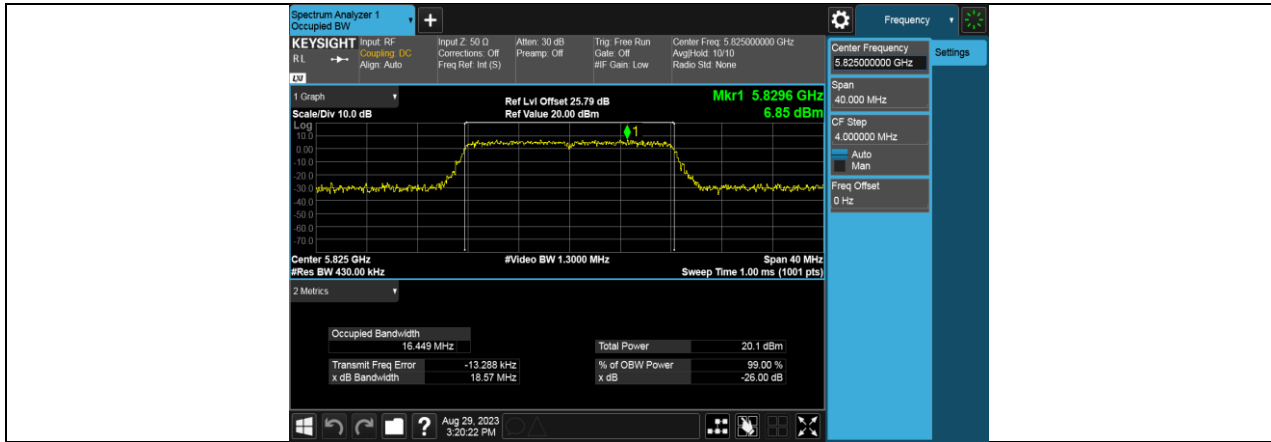 Spectrum Analyzer 1
Occupied BW
+
Frequency
KEYSIGHT
R L
LXI
Input: RF
Coupling: DC
Align: Auto
Input Z: 50 Ω
Corrections: Off
Freq Ref: Int (S)
Atten: 30 dB
Preamp: Off
Trig: Free Run
Gate: Off
#IF Gain: Low
Center Freq: 5.825000000 GHz
Avg|Hold: 10/10
Radio Std: None
Center Frequency
5.825000000 GHz
Settings
Span
40.000 MHz
CF Step
4.000000 MHz
Auto
Man
Freq Offset
0 Hz
1 Graph
Scale/Div 10.0 dB
Ref Lvl Offset 25.79 dB
Ref Value 20.00 dBm
Mkr1 5.8296 GHz
6.85 dBm
Log
10.0
0.00
-10.0
-20.0
-30.0
-40.0
-50.0
-60.0
-70.0
1
Center 5.825 GHz
#Res BW 430.00 kHz
#Video BW 1.3000 MHz
Span 40 MHz
Sweep Time 1.00 ms (1001 pts)
2 Metrics
Occupied Bandwidth
16.449 MHz
Transmit Freq Error -13.288 kHz
x dB Bandwidth 18.57 MHz
Total Power 20.1 dBm
% of OBW Power 99.00 %
x dB -26.00 dB
?
Aug 29, 2023
3:20:22 PM